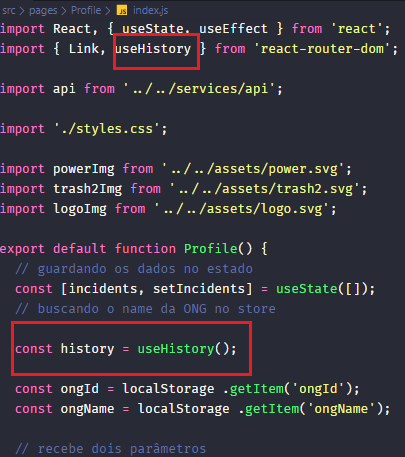 src > pages > Profile > JS index.js
import React, { useState, useEffect } from 'react';
import { Link, useHistory } from 'react-router-dom';
import api from '../../services/api';
import './styles.css';
import powerImg from '../../assets/power.svg';
import trash2Img from '../../assets/trash2.svg';
import logoImg from '../../assets/logo.svg';
export default function Profile() {
// guardando os dados no estado
const [incidents, setIncidents] = useState([]);
// buscando o name da ONG no store
const history = useHistory();
const ongId = localStorage .getItem('ongId');
const ongName = localStorage .getItem('ongName');
// recebe dois parâmetros